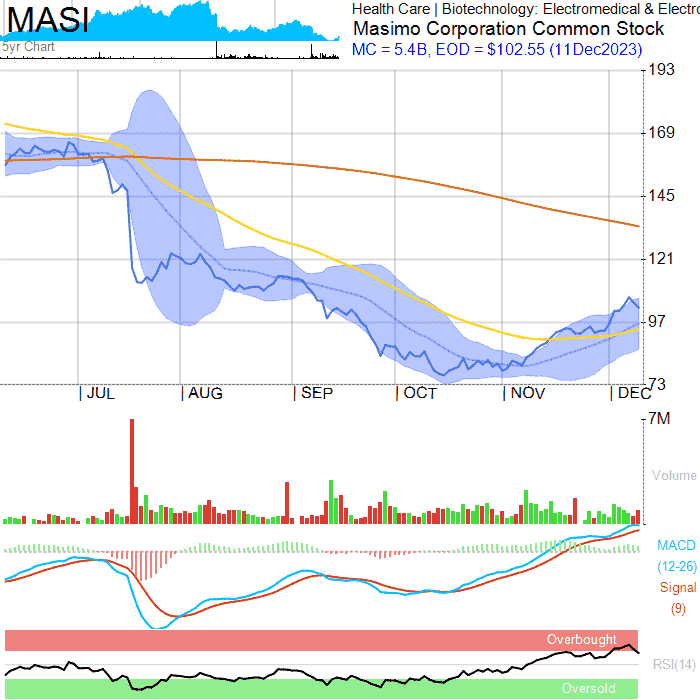 MASI
5yr Chart
Health Care | Biotechnology: Electromedical & Electro
Masimo Corporation Common Stock
MC = 5.4B, EOD = $102.55 (11Dec2023)
193
169
145
121
97
73
| JUL | AUG | SEP | OCT | NOV | DEC
7M
Volume
MACD
(12-26)
Signal
(9)
Overbought
RSI(14)
Oversold